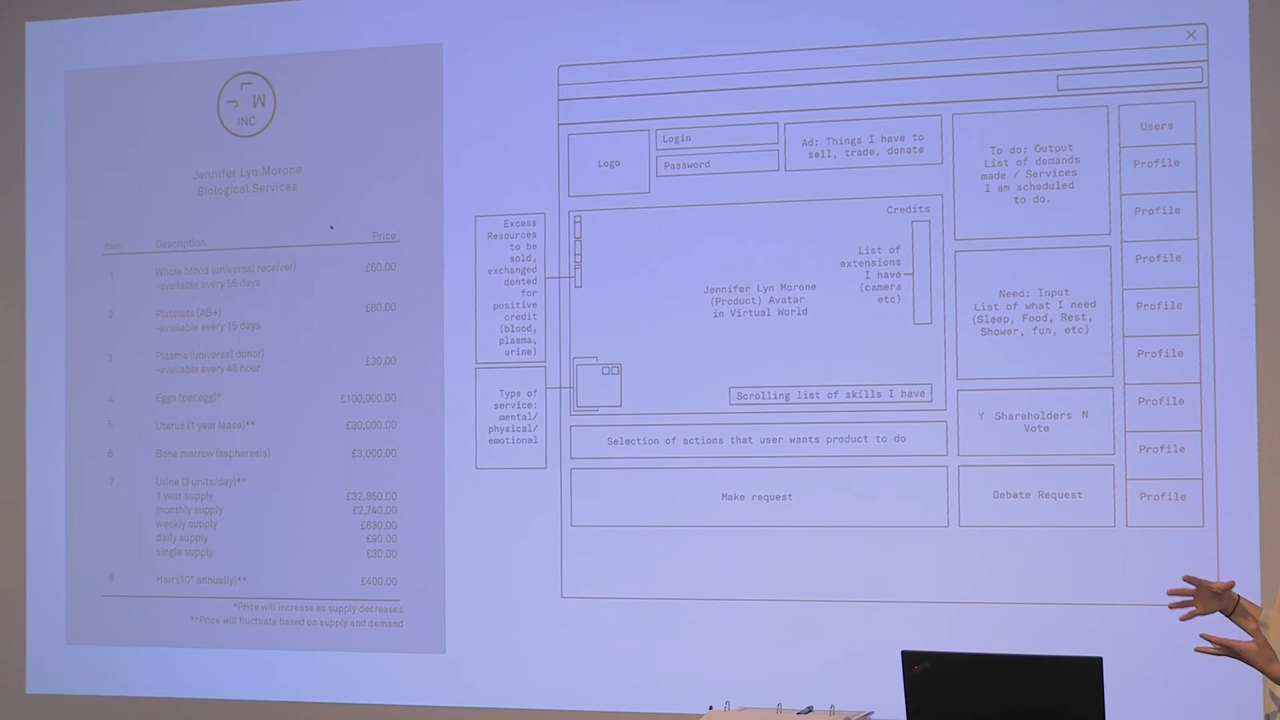 INC
Jennifer Lyn Morone
Biological Services
Item Description Price
1 Whole blood (universal receiver) £60.00
-available every 56 days
2 Platelets (AB+) £80.00
-available every 15 days
3 Plasma (universal donor) £30.00
-available every 48 hour
4 Eggs (per egg)* £100,000.00
5 Uterus (1 year lease)** £30,000.00
6 Bone marrow (aspheresis) £3,000.00
7 Urine (3 units/day)**
1 year supply £32,850.00
monthly supply £2,740.00
weekly supply £630.00
daily supply £90.00
single supply £30.00
8 Hair (10" annually)** £400.00
*Price will increase as supply decreases
**Price will fluctuate based on supply and demand
Excess
Resources
to be
sold,
exchanged
donted
for
positive
credit
(blood,
plasma,
urine)
Type of
service:
mental/
physical/
emotional
Logo
Login
Password
Ad: Things I have to
sell, trade, donate
Credits
List of
extensions
I have
(camera
etc)
Jennifer Lyn Morone
(Product) Avatar
in Virtual World
Scrolling list of skills I have
Selection of actions that user wants product to do
Make request
To do: Output
List of demands
made / Services
I am scheduled
to do.
Need: Input
List of what I need
(Sleep, Food, Rest,
Shower, fun, etc)
Y Shareholders N
Vote
Debate Request
Users
Profile
Profile
Profile
Profile
Profile
Profile
Profile
Profile